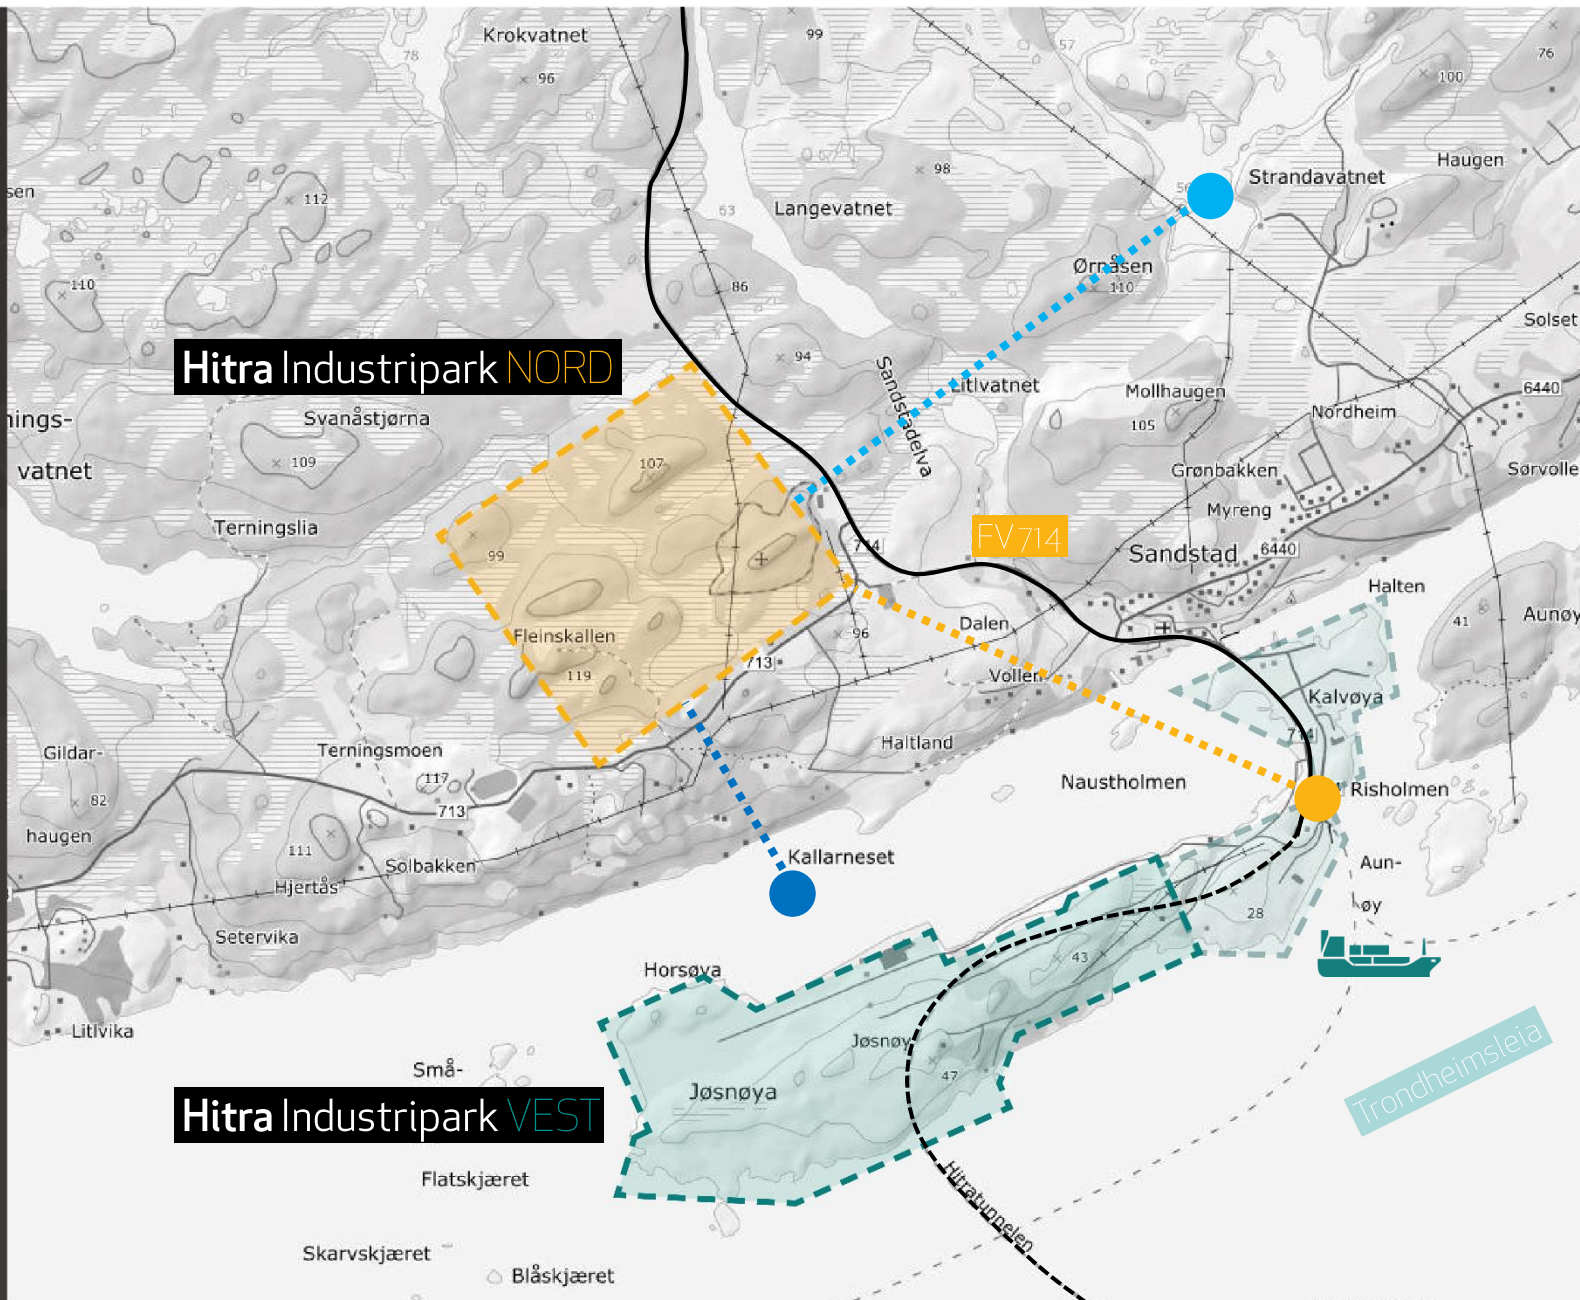 Krokvatnet
99
57
76
78
96
100
Haugen
98
Strandavatnet
sen
112
56
63
Langevatnet
Ørnåsen
110
110
86
Solset
94
Hitra Industripark NORD
Sandstadelva
Litlvatnet
Mollhaugen
6440
nings-
Svanåstjørna
105
Nordheim
vatnet
109
107
Grønbakken
Sørvolle
Myreng
Terningslia
FV714
99
714
Sandstad
6440
Halten
Fleinskallen
96
Dalen
41
Aunøy
713
119
Vollen
Kalvøya
Gildar-
Terningsmoen
Haltland
714
117
Naustholmen
Risholmen
82
713
haugen
111
Solbakken
Kallarneset
Aun-
Hjertås
øy
28
Setervika
43
Horsøya
Litlvika
Jøsnøy
Små-
47
Trondheimsleia
Jøsnøya
Hitra Industripark VEST
Flatskjæret
Hitratunnelen
Skarvskjæret
Blåskjæret